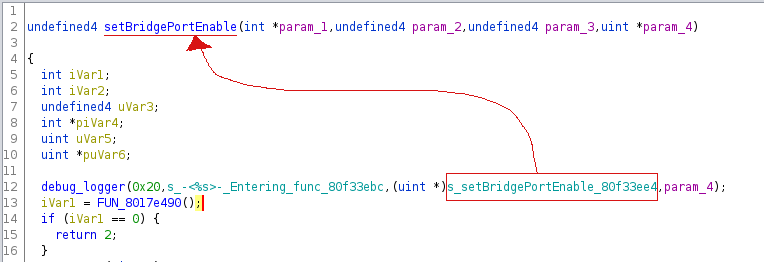 1
2 undefined4 setBridgePortEnable(int *param_1,undefined4 param_2,undefined4 param_3,uint *param_4)
3
4 {
5 int iVar1;
6 int iVar2;
7 undefined4 uVar3;
8 int *piVar4;
9 uint uVar5;
10 uint *puVar6;
11
12 debug_logger(0x20,s_-<%s>-_Entering_func_80f33ebc,(uint *)s_setBridgePortEnable_80f33ee4,param_4);
13 iVar1 = FUN_8017e490();
14 if (iVar1 == 0) {
15 return 2;
16 }